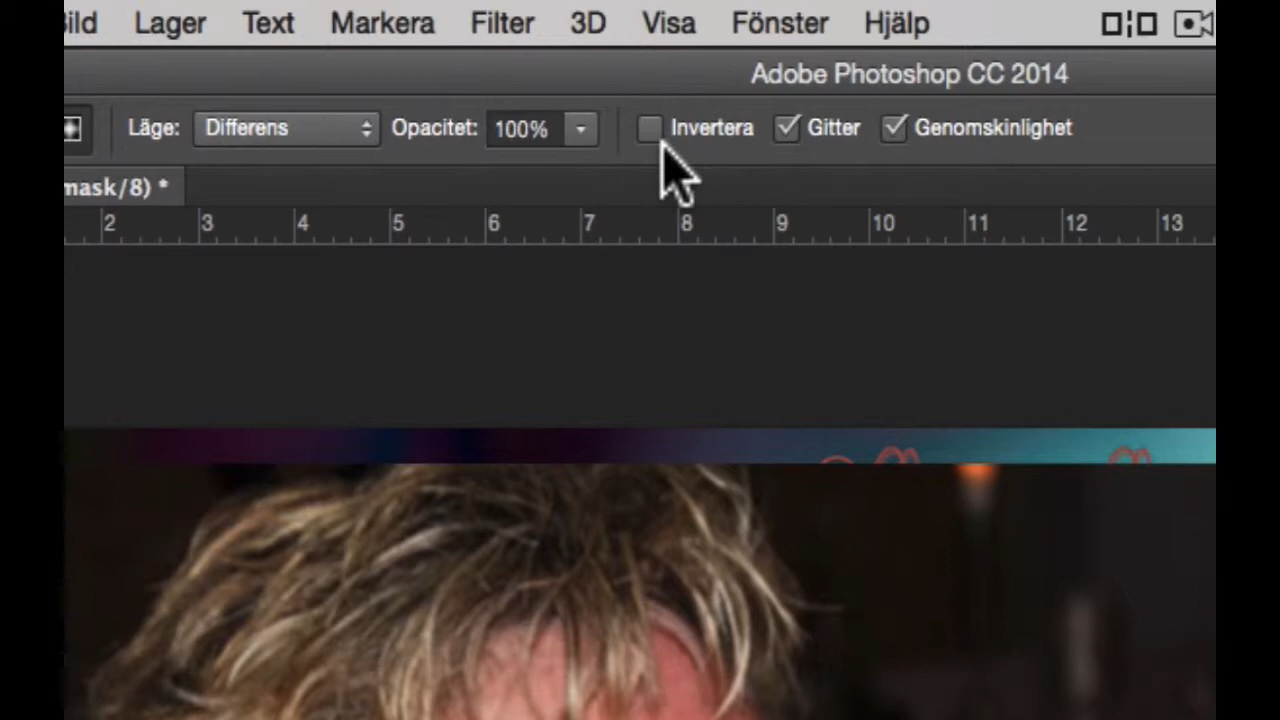 ild Lager Text Markera Filter 3D Visa Fönster Hjälp
Adobe Photoshop CC 2014
Läge: Differens Opacitet: 100% Invertera Gitter Genomskinlighet
mask/8) *
2 3 4 5 6 7 8 9 10 11 12 13